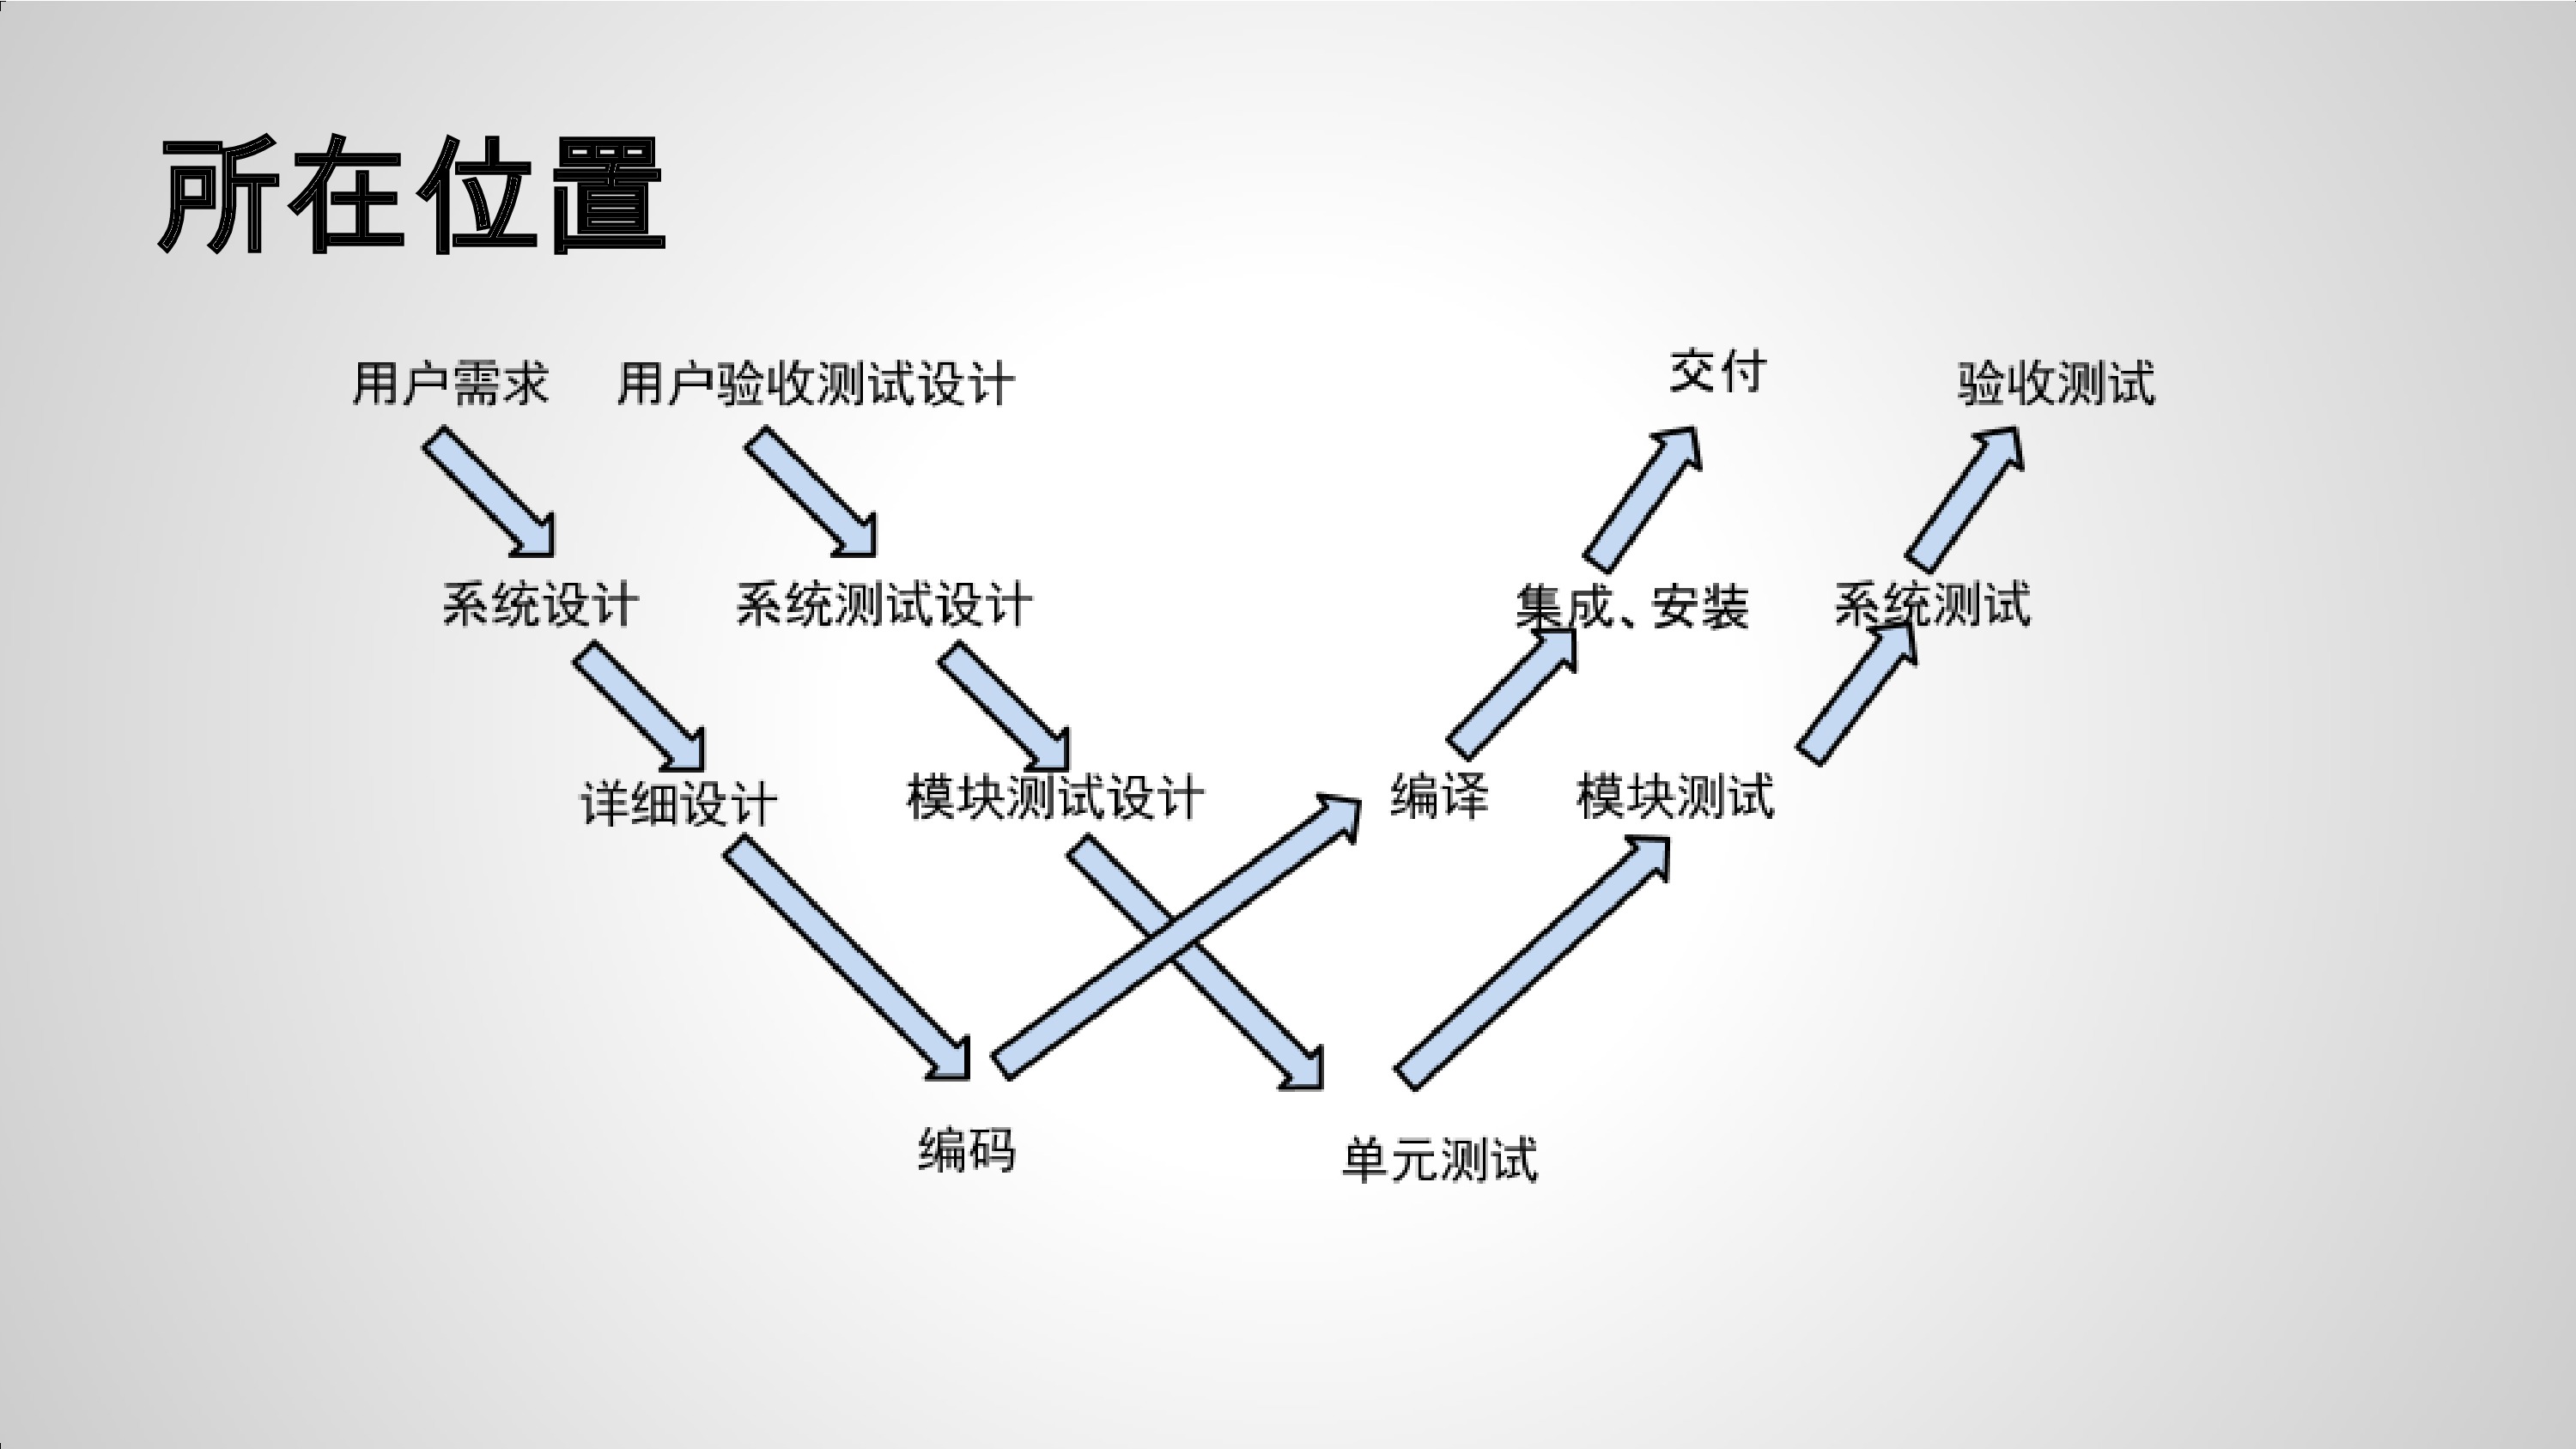 所在位置
用户需求 用户验收测试设计 交付 验收测试
系统设计 系统测试设计 集成、安装 系统测试
详细设计 模块测试设计 编译 模块测试
编码 单元测试